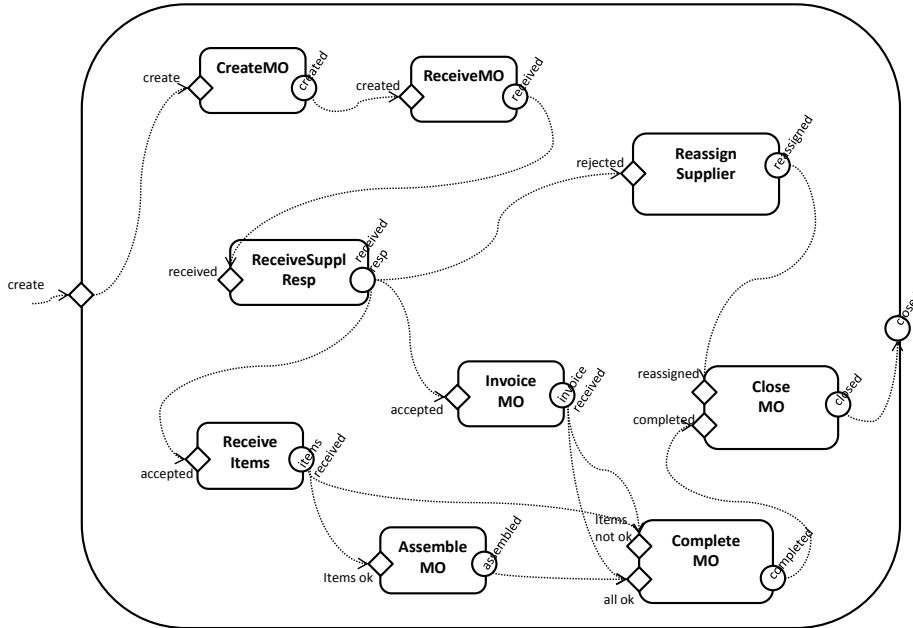 create
CreateMO
created
created
ReceiveMO
received
rejected
Reassign
Supplier
reassigned
received
ReceiveSuppl
Resp
received
resp
create
accepted
Invoice
MO
invoice
received
reassigned
completed
Close
MO
closed
accepted
Receive
Items
items
received
Items ok
Assemble
MO
assembled
Items
not ok
all ok
Complete
MO
completed